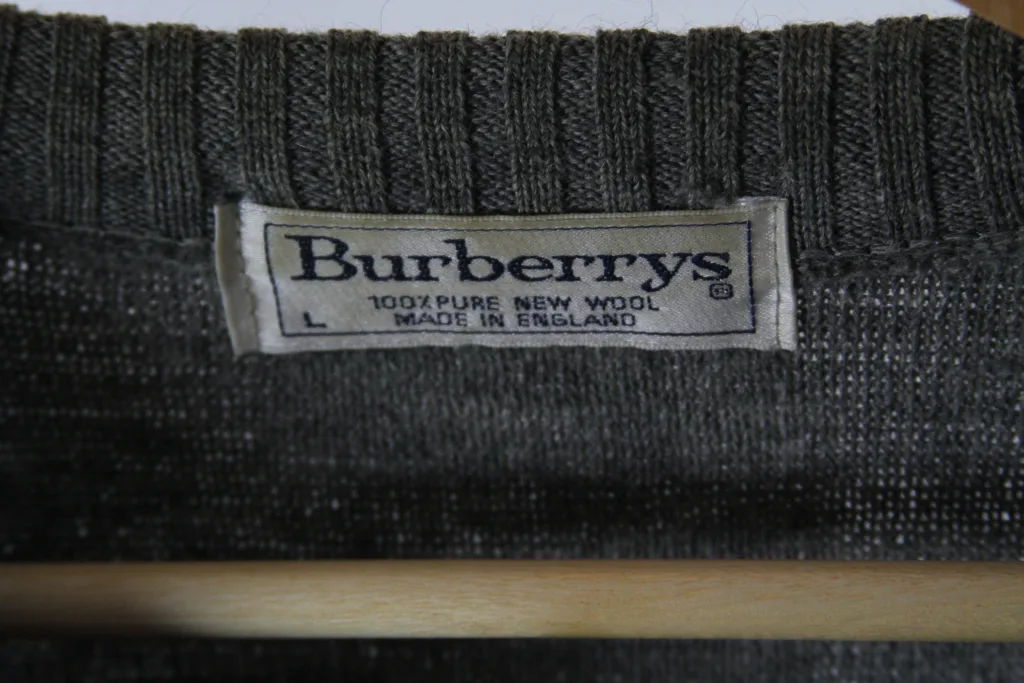 Burberrys
®
100% PURE NEW WOOL
L MADE IN ENGLAND